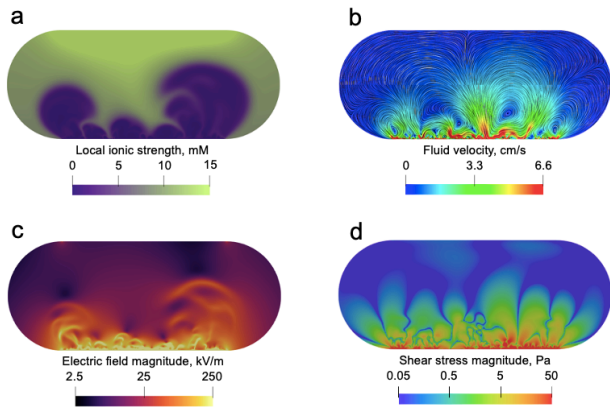 a
b
Local ionic strength, mM
0 5 10 15
Fluid velocity, cm/s
0 3.3 6.6
c
d
Electric field magnitude, kV/m
2.5 25 250
Shear stress magnitude, Pa
0.05 0.5 5 50